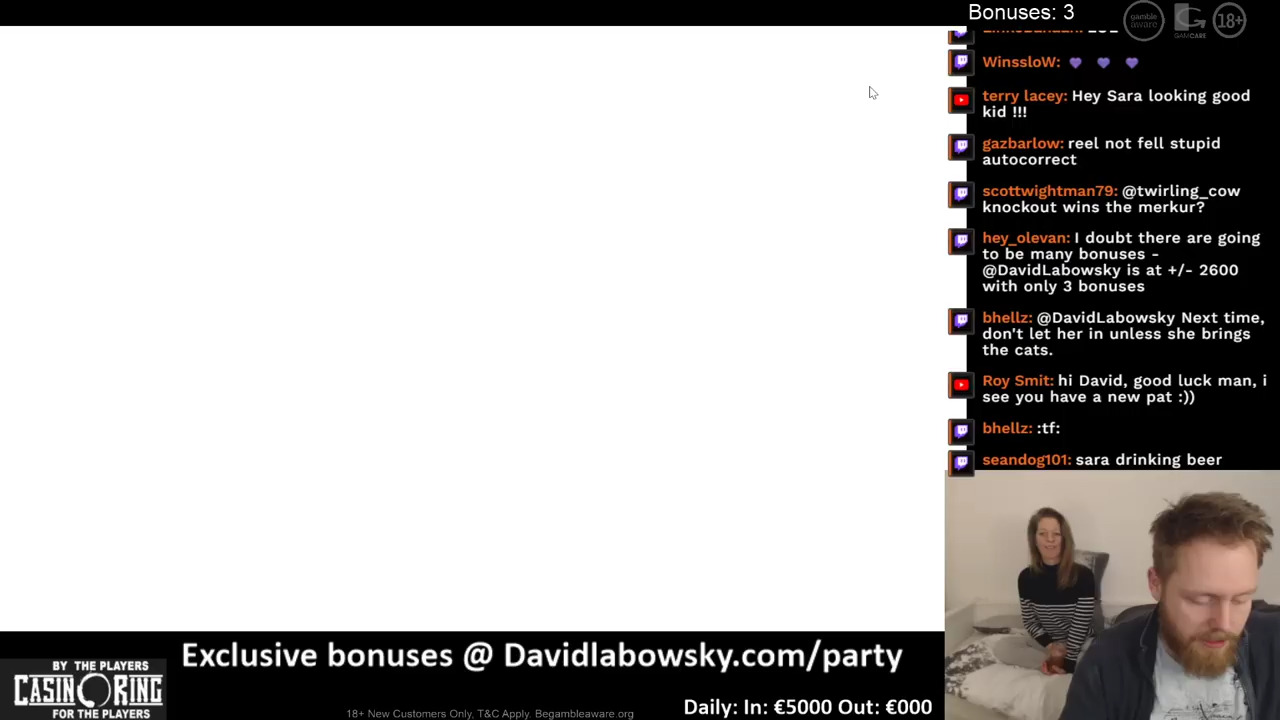 Bonuses: 3
gamble
aware
GAMCARE
18+
WinssloW:
terry lacey: Hey Sara looking good
kid !!!
gazbarlow: reel not fell stupid
autocorrect
scottwightman79: @twirling_cow
knockout wins the merkur?
hey_olevan: I doubt there are going
to be many bonuses -
@DavidLabowsky is at +/- 2600
with only 3 bonuses
bhellz: @DavidLabowsky Next time,
don't let her in unless she brings
the cats.
Roy Smit: hi David, good luck man, i
see you have a new pat :))
bhellz: :tf:
seandog101: sara drinking beer
Exclusive bonuses @ Davidlabowsky.com/party
BY THE PLAYERS
CASINO RING
FOR THE PLAYERS
18+ New Customers Only, T&C Apply. Begambleaware.org
Daily: In: €5000 Out: €000